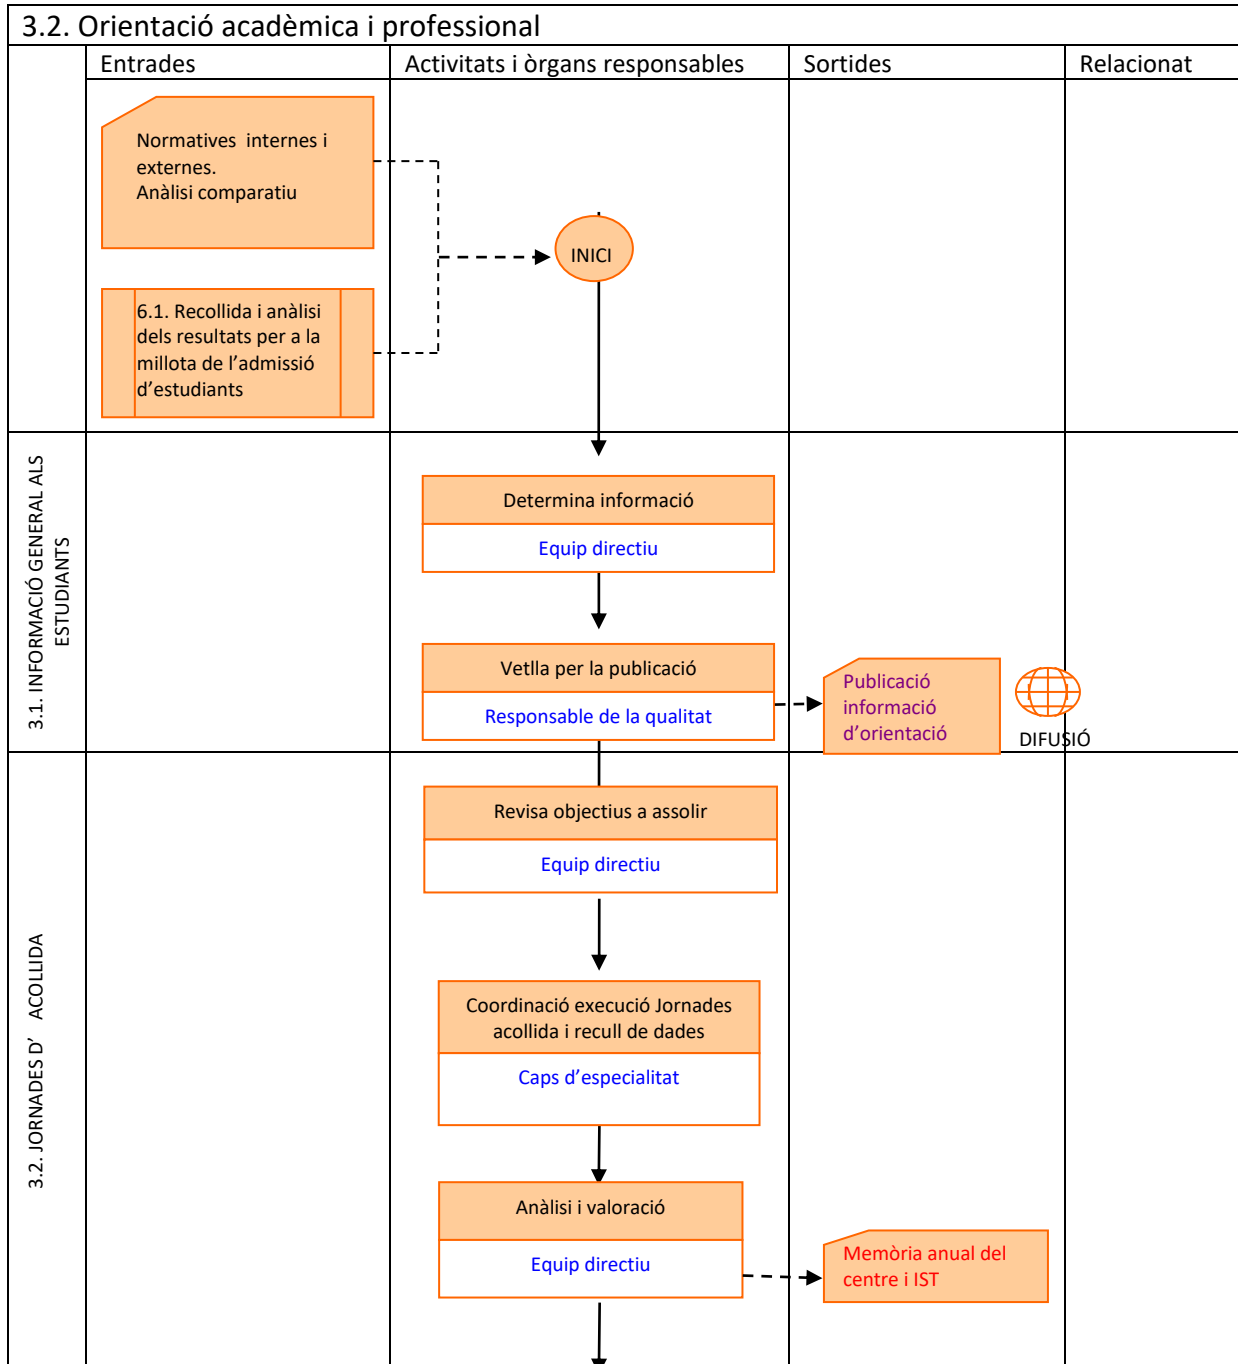 3.2. Orientació acadèmica i professional
Entrades
Activitats i òrgans responsables
Sortides
Relacionat
Normatives internes i
externes.
Anàlisi comparatiu
INICI
6.1. Recollida i anàlisi
dels resultats per a la
millota de l’admissió
d’estudiants
3.1. INFORMACIÓ GENERAL ALS
ESTUDIANTS
Determina informació
Equip directiu
Vetlla per la publicació
Responsable de la qualitat
Publicació
informació
d’orientació
DIFUSIÓ
3.2. JORNADES D’ ACOLLIDA
Revisa objectius a assolir
Equip directiu
Coordinació execució Jornades
acollida i recull de dades
Caps d’especialitat
Anàlisi i valoració
Equip directiu
Memòria anual del
centre i IST